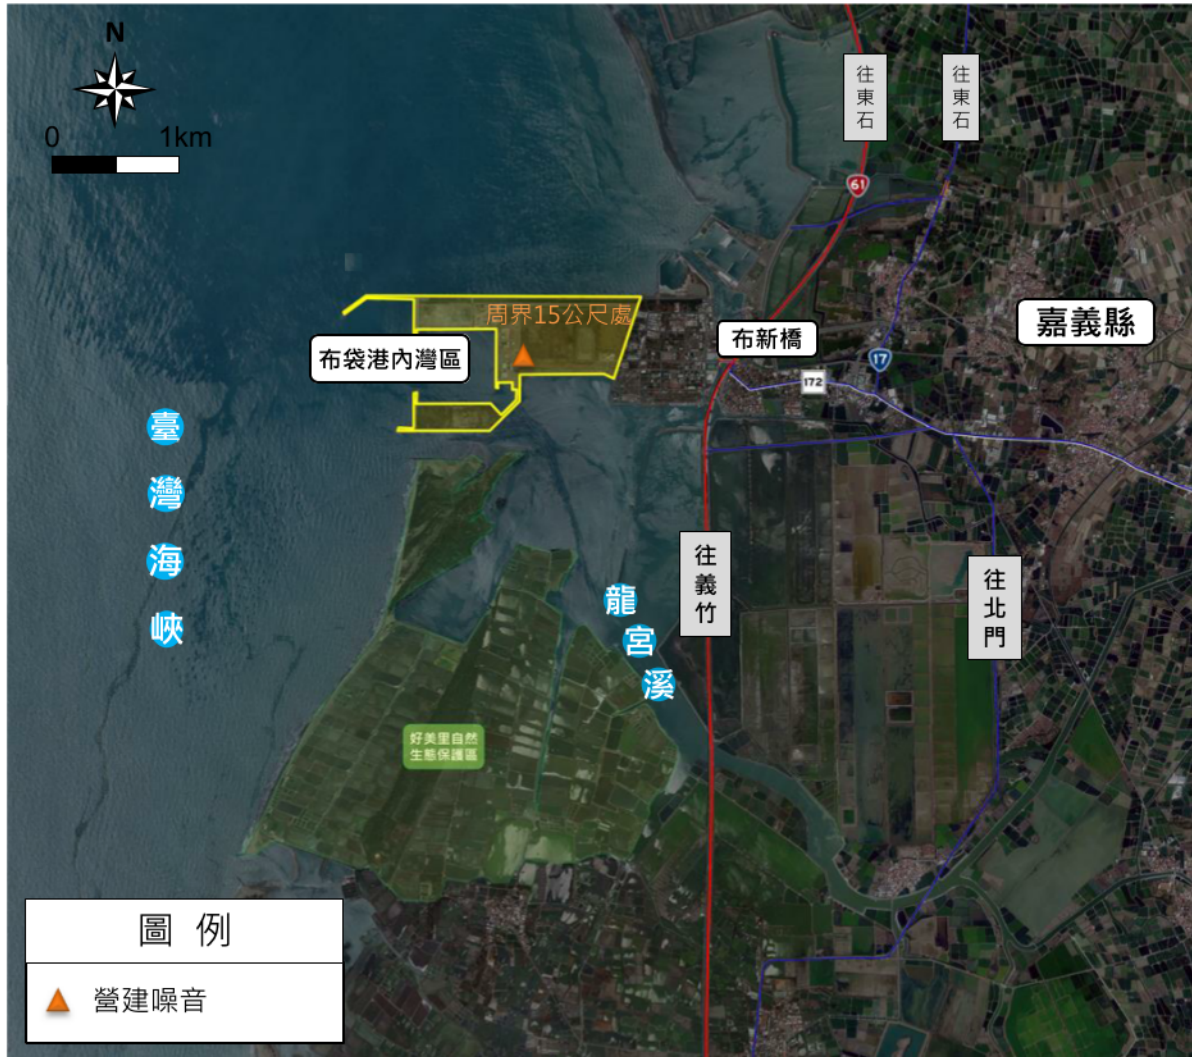 N
0 1km
往東石
往東石
61
周界15公尺處
布袋港內灣區
布新橋
嘉義縣
17
172
臺灣海峽
往義竹
往北門
龍宮溪
好美里自然
生態保護區
圖例
營建噪音